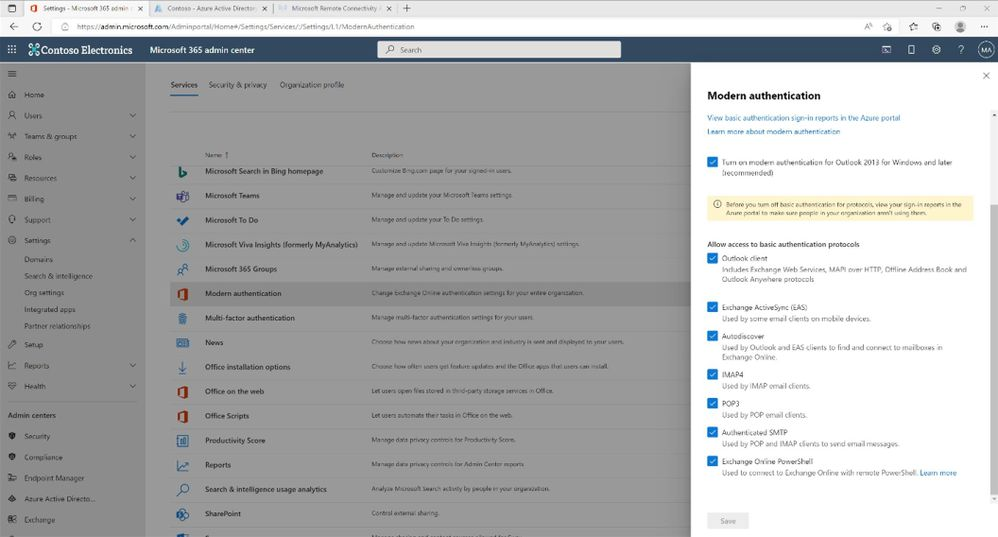 Settings - Microsoft 365 admin c
Contoso - Azure Active Director
Microsoft Remote Connectivity
https://admin.microsoft.com/Adminportal/Home#/Settings/Services/:/Settings/L1/ModernAuthentication
Contoso Electronics
Microsoft 365 admin center
Search
MA
Home
Users
Teams & groups
Roles
Resources
Billing
Support
Settings
Domains
Search & intelligence
Org settings
Integrated apps
Partner relationships
Setup
Reports
Health
Admin centers
Security
Compliance
Endpoint Manager
Azure Active Directo...
Exchange
Services
Security & privacy
Organization profile
Name ↑
Description
Microsoft Search in Bing homepage
Customize Bing.com page for your signed-in users.
Microsoft Teams
Manage and update your Microsoft Teams settings.
Microsoft To Do
Manage and update your To Do settings.
Microsoft Viva Insights (formerly MyAnalytics)
Manage and update Microsoft Viva Insights (formerly MyAnalytics) settings.
Microsoft 365 Groups
Manage external sharing and ownerless groups.
Modern authentication
Change Exchange Online authentication settings for your entire organization.
Multi-factor authentication
Manage multi-factor authentication settings for your users.
News
Choose how news about your organization and industry is sent and displayed to your users.
Office installation options
Choose how often users get feature updates and the Office apps that users can install.
Office on the web
Let users open files stored in third-party storage services in Office.
Office Scripts
Let users automate their tasks in Office on the web.
Productivity Score
Manage data privacy controls for Productivity Score.
Reports
Manage data privacy controls for Admin Center reports
Search & intelligence usage analytics
Analyze Microsoft Search activity by people in your organization.
SharePoint
Control external sharing.
Modern authentication
View basic authentication sign-in reports in the Azure portal
Learn more about modern authentication
Turn on modern authentication for Outlook 2013 for Windows and later
(recommended)
Before you turn off basic authentication for protocols, view your sign-in reports in the
Azure portal to make sure people in your organization aren't using them.
Allow access to basic authentication protocols
Outlook client
Includes Exchange Web Services, MAPI over HTTP, Offline Address Book and
Outlook Anywhere protocols
Exchange ActiveSync (EAS)
Used by some email clients on mobile devices.
Autodiscover
Used by Outlook and EAS clients to find and connect to mailboxes in
Exchange Online.
IMAP4
Used by IMAP email clients.
POP3
Used by POP email clients.
Authenticated SMTP
Used by POP and IMAP clients to send email messages.
Exchange Online PowerShell
Used to connect to Exchange Online with remote PowerShell. Learn more
Save